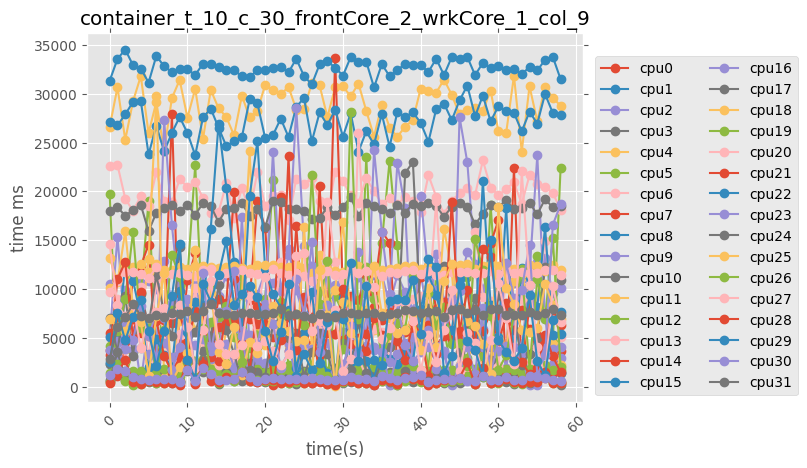 container_t_10_c_30_frontCore_2_wrkCore_1_col_9
time ms
35000
30000
25000
20000
15000
10000
5000
0
0
10
20
30
40
50
60
time(s)
cpu0
cpu1
cpu2
cpu3
cpu4
cpu5
cpu6
cpu7
cpu8
cpu9
cpu10
cpu11
cpu12
cpu13
cpu14
cpu15
cpu16
cpu17
cpu18
cpu19
cpu20
cpu21
cpu22
cpu23
cpu24
cpu25
cpu26
cpu27
cpu28
cpu29
cpu30
cpu31